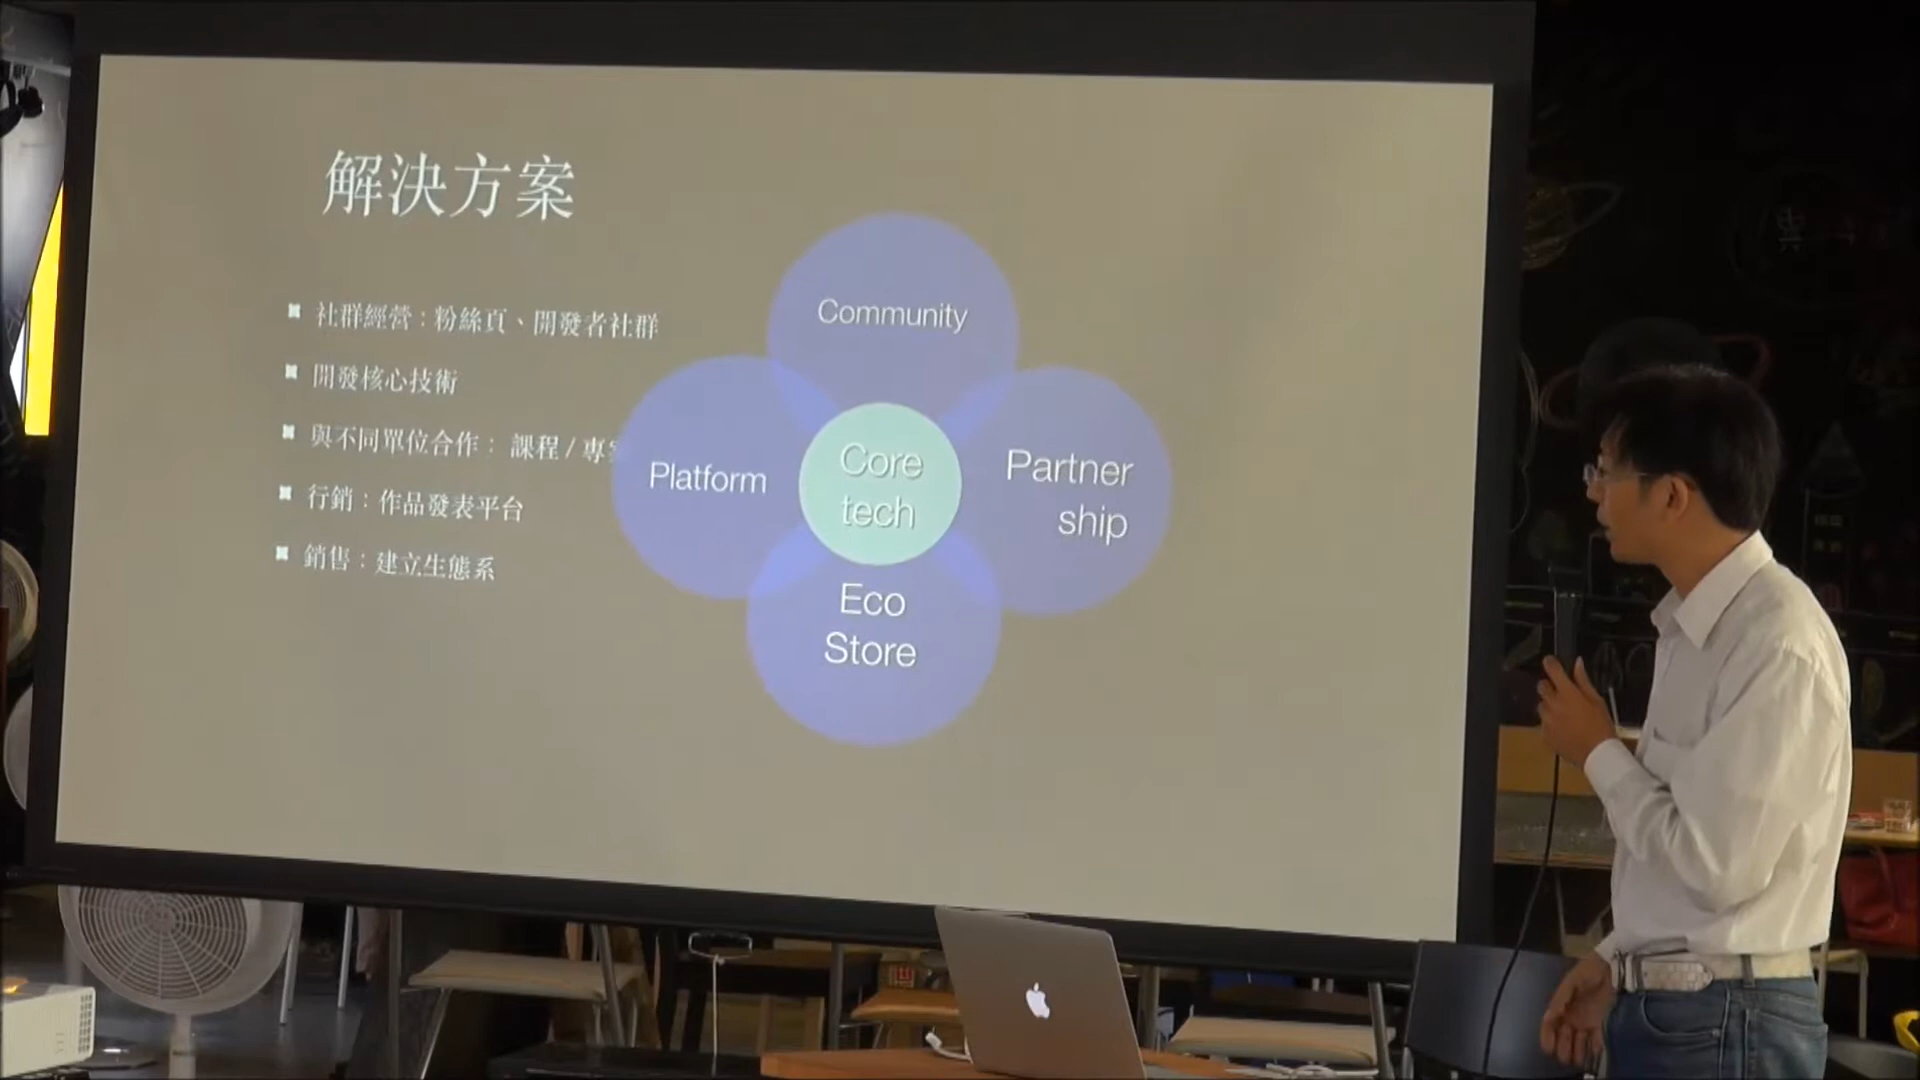 解決方案
社群經營：粉絲頁、開發者社群
開發核心技術
與不同單位合作： 課程 / 專
行銷：作品發表平台
銷售：建立生態系
Community
Platform
Core
tech
Partner
ship
Eco
Store